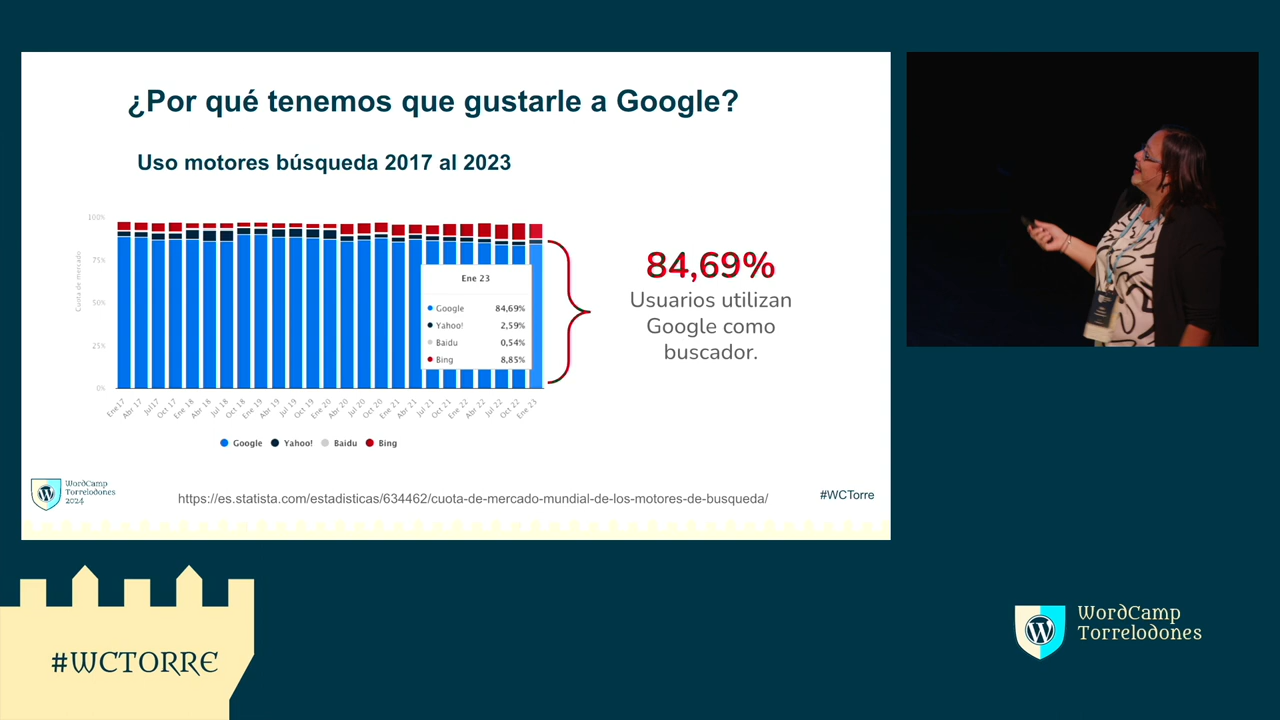 ¿Por qué tenemos que gustarle a Google?
Uso motores búsqueda 2017 al 2023
100%
75%
50%
25%
0%
Cuota de mercado
Ene 23
Google 84,69%
Yahoo! 2,59%
Baidu 0,54%
Bing 8,85%
Ene17
Abr 17
Jul17
Oct 17
Ene 18
Abr 18
Jul 18
Oct 18
Ene 19
Abr 19
Jul 19
Oct 19
Ene 20
Abr 20
Jul 20
Oct 20
Ene 21
Abr 21
Jul 21
Oct 21
Ene 22
Abr 22
Jul 22
Oct 22
Ene 23
Google Yahoo! Baidu Bing
84,69%
Usuarios utilizan
Google como
buscador.
WordCamp
Torrelodones
2024
https://es.statista.com/estadisticas/634462/cuota-de-mercado-mundial-de-los-motores-de-busqueda/
#WCTorre
#WCTORRE
WordCamp
Torrelodones